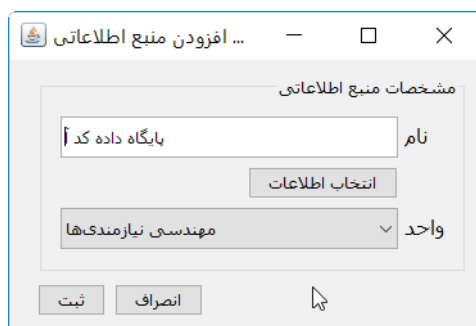 افزودن منبع اطلاعاتی ...
مشخصات منبع اطلاعاتی
نام
پایگاه داده کد آ
انتخاب اطلاعات
واحد
مهندسی نیازمندی‌ها
انصراف
ثبت